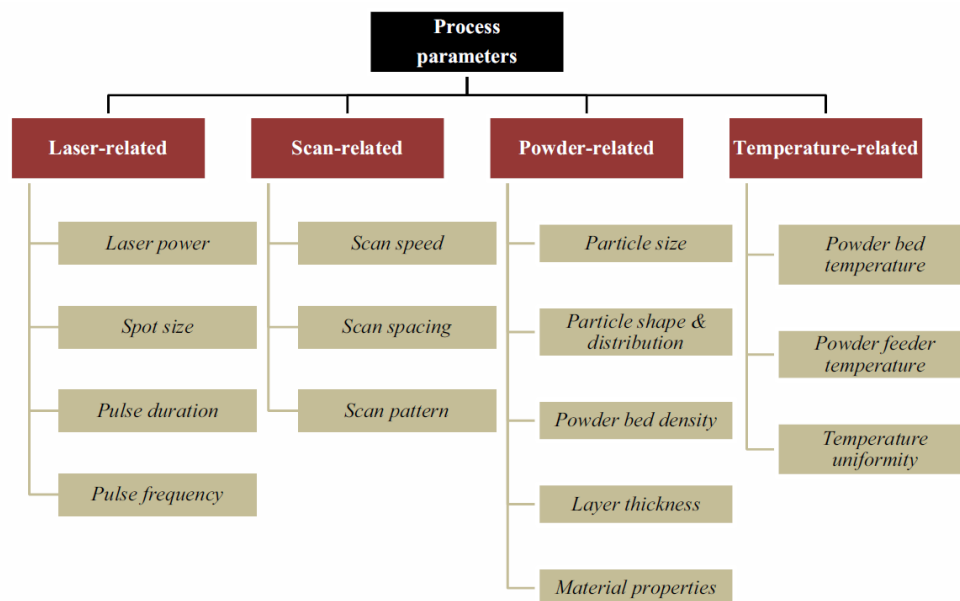 Process
parameters
Laser-related
Scan-related
Powder-related
Temperature-related
Laser power
Spot size
Pulse duration
Pulse frequency
Scan speed
Scan spacing
Scan pattern
Particle size
Particle shape &
distribution
Powder bed density
Layer thickness
Material properties
Powder bed
temperature
Powder feeder
temperature
Temperature
uniformity